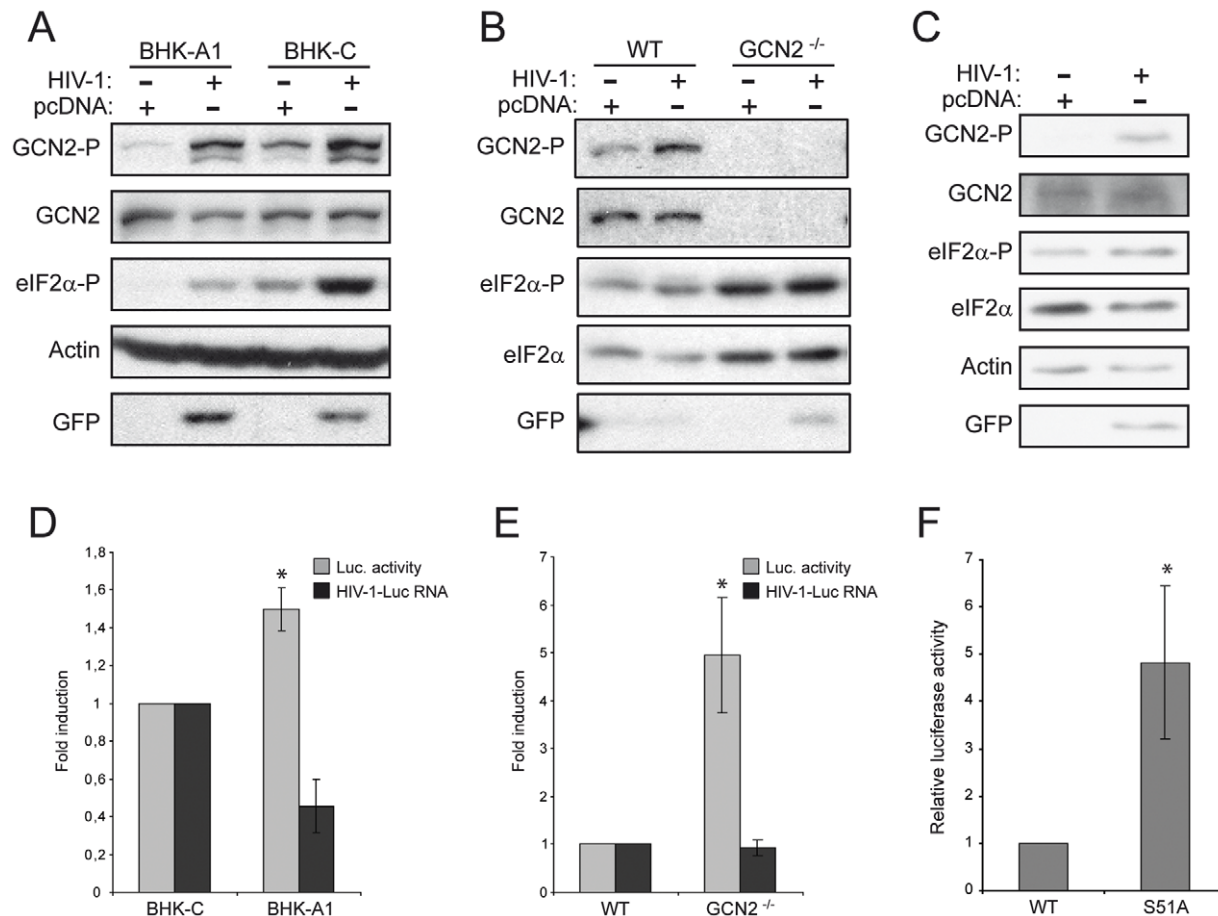 A
BHK-A1 BHK-C
HIV-1: - + - +
pcDNA: + - + -
GCN2-P
GCN2
eIF2α-P
Actin
GFP
B
WT GCN2 -/-
HIV-1: - + - +
pcDNA: + - + -
GCN2-P
GCN2
eIF2α-P
eIF2α
GFP
C
HIV-1: - +
pcDNA: + -
GCN2-P
GCN2
eIF2α-P
eIF2α
Actin
GFP
D
Fold induction
1,8
1,6
1,4
1,2
1
0,8
0,6
0,4
0,2
0
*
Luc. activity
HIV-1-Luc RNA
BHK-C BHK-A1
E
Fold induction
7
6
5
4
3
2
1
0
*
Luc. activity
HIV-1-Luc RNA
WT GCN2 -/-
F
Relative luciferase activity
7
6
5
4
3
2
1
0
*
WT S51A